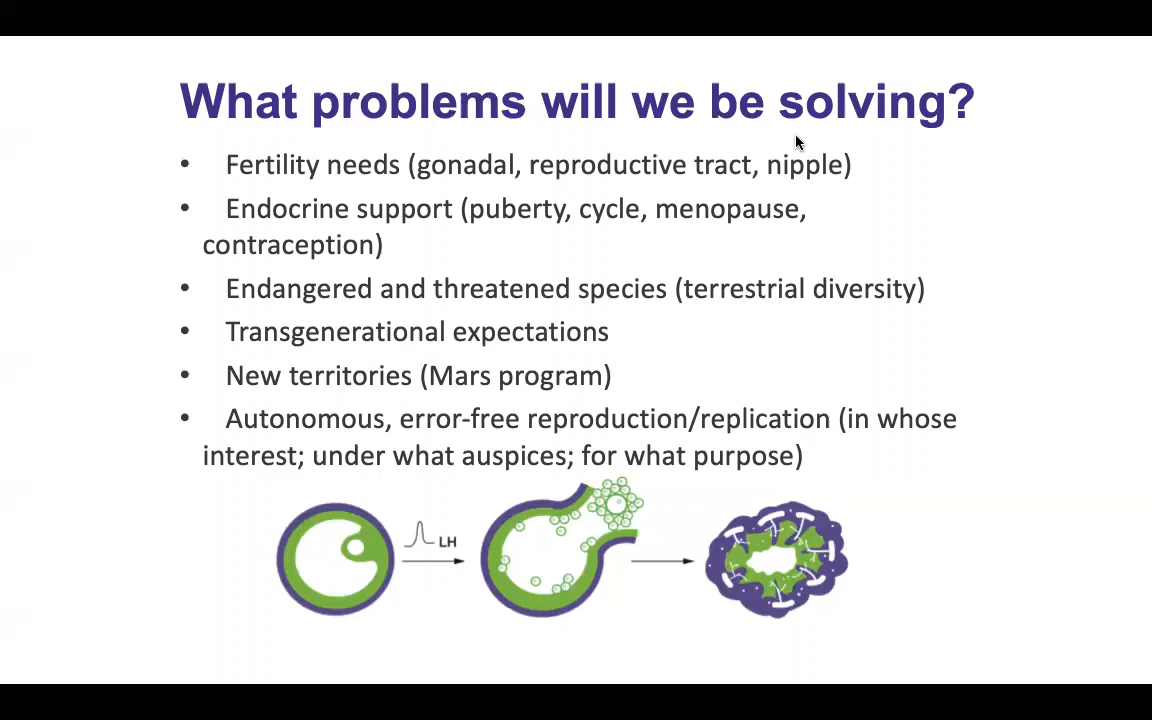 What problems will we be solving?
• Fertility needs (gonadal, reproductive tract, nipple)
• Endocrine support (puberty, cycle, menopause,
contraception)
• Endangered and threatened species (terrestrial diversity)
• Transgenerational expectations
• New territories (Mars program)
• Autonomous, error-free reproduction/replication (in whose
interest; under what auspices; for what purpose)
LH